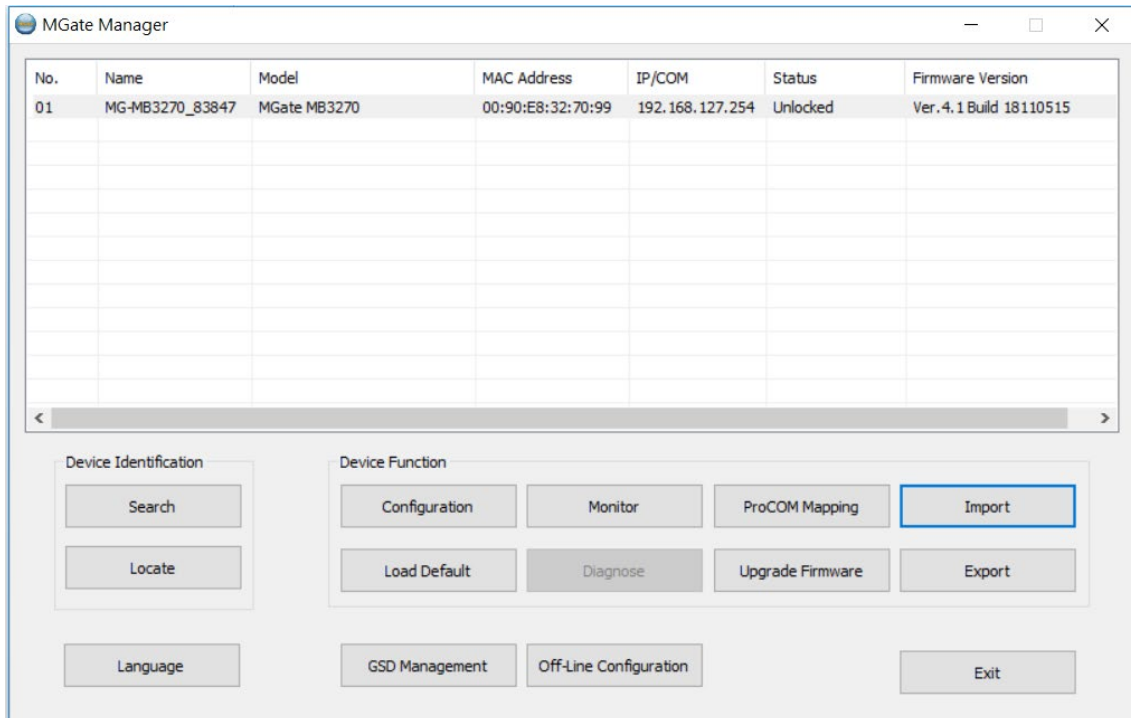 MGate Manager
No. Name Model MAC Address IP/COM Status Firmware Version
01 MG-MB3270_83847 MGate MB3270 00:90:E8:32:70:99 192.168.127.254 Unlocked Ver.4.1 Build 18110515
Device Identification Device Function
Search Configuration Monitor ProCOM Mapping Import
Locate Load Default Diagnose Upgrade Firmware Export
Language GSD Management Off-Line Configuration Exit